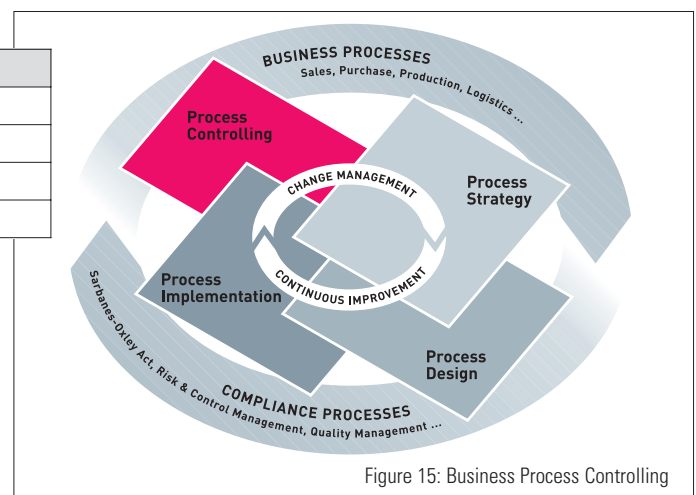 BUSINESS PROCESSES
Sales, Purchase, Production, Logistics ...
Process
Controlling
CHANGE MANAGEMENT
Process
Strategy
Process
Implementation
CONTINUOUS IMPROVEMENT
Process
Design
COMPLIANCE PROCESSES
Sarbanes-Oxley Act, Risk & Control Management, Quality Management ...
Figure 15: Business Process Controlling